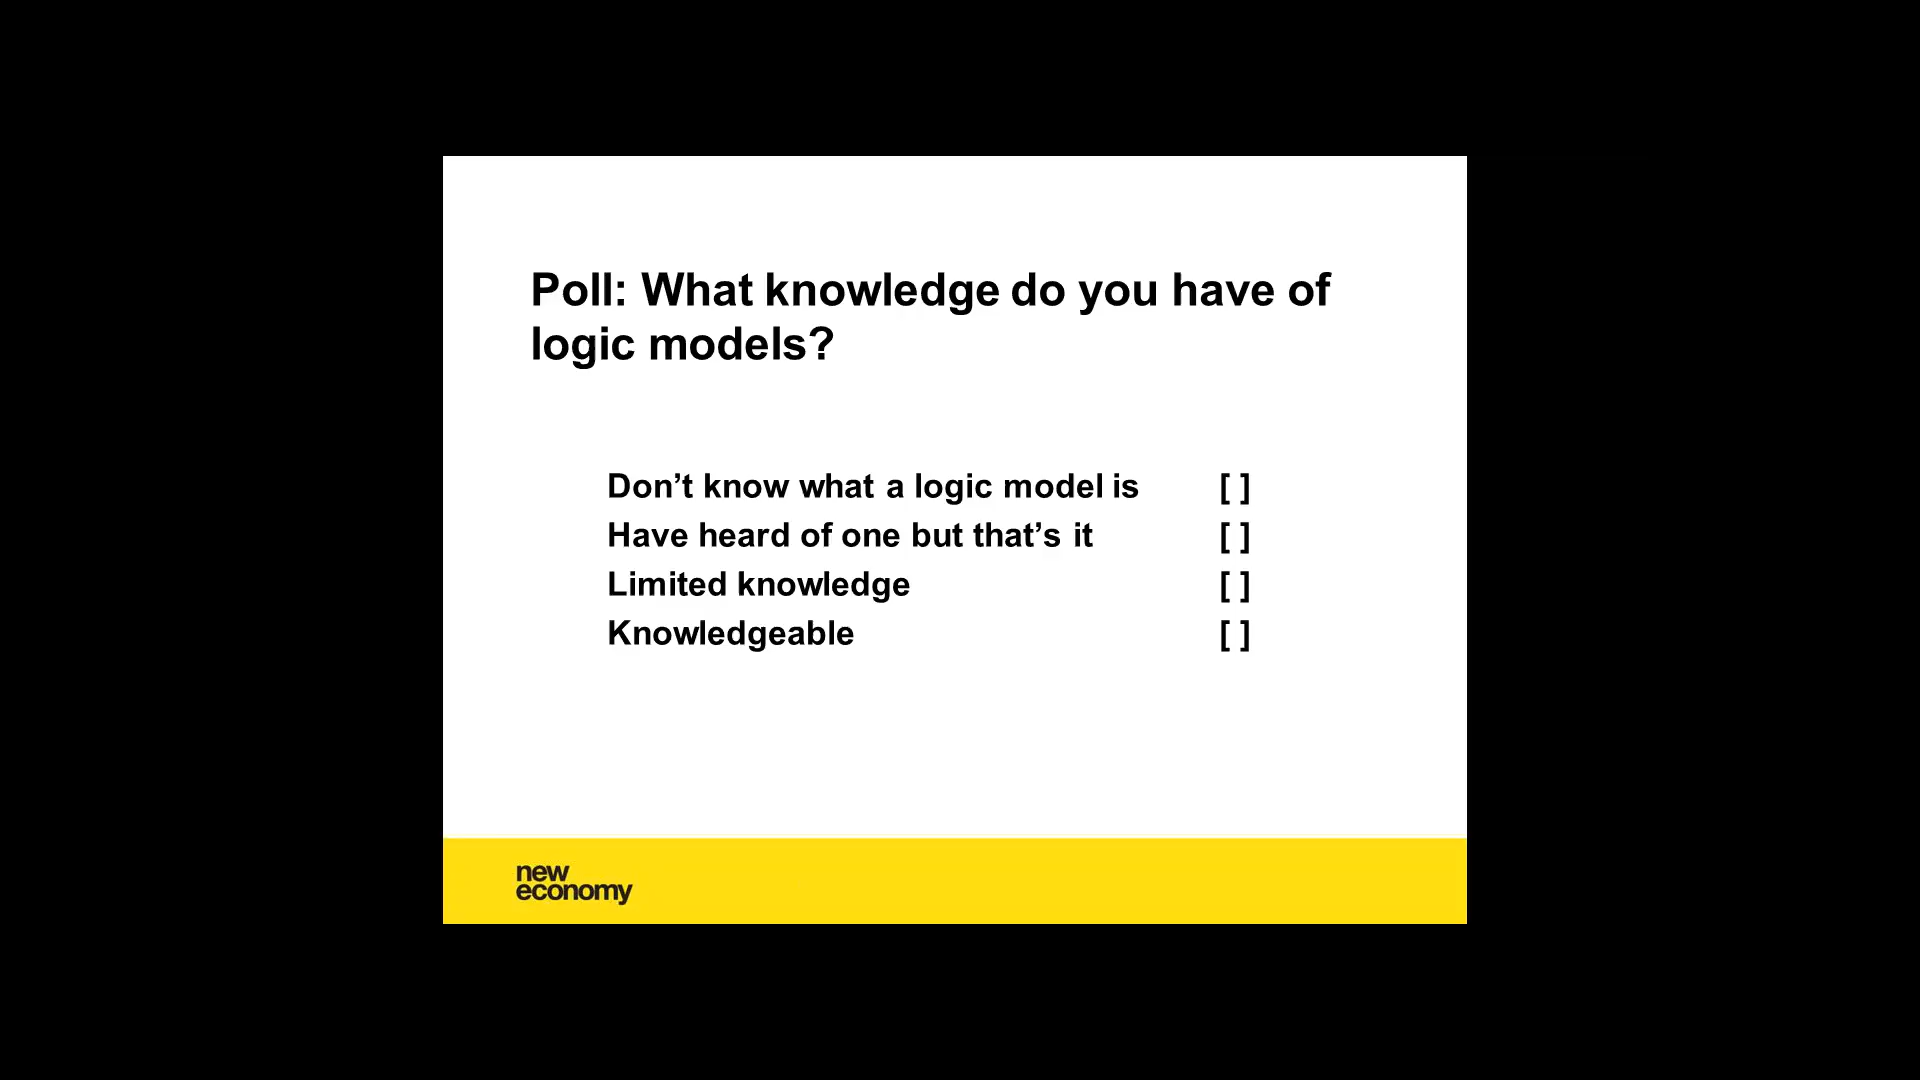 Poll: What knowledge do you have of
logic models?
Don’t know what a logic model is [ ]
Have heard of one but that’s it [ ]
Limited knowledge [ ]
Knowledgeable [ ]
new
economy